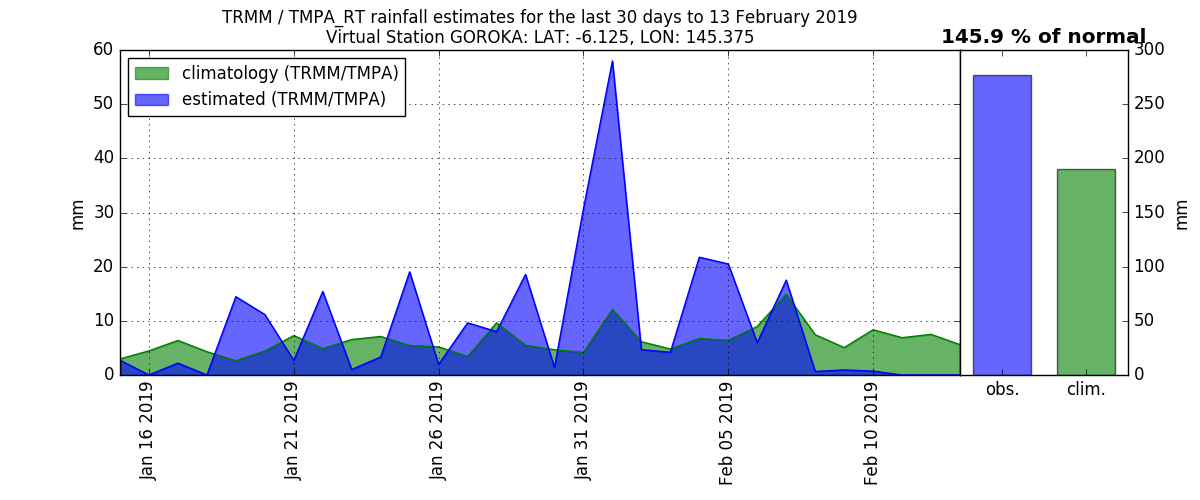 TRMM / TMPA_RT rainfall estimates for the last 30 days to 13 February 2019
Virtual Station GOROKA: LAT: -6.125, LON: 145.375
145.9 % of normal
climatology (TRMM/TMPA)
estimated (TRMM/TMPA)
60
50
40
30
20
10
0
mm
Jan 16 2019
Jan 21 2019
Jan 26 2019
Jan 31 2019
Feb 05 2019
Feb 10 2019
300
250
200
150
100
50
0
mm
obs.
clim.